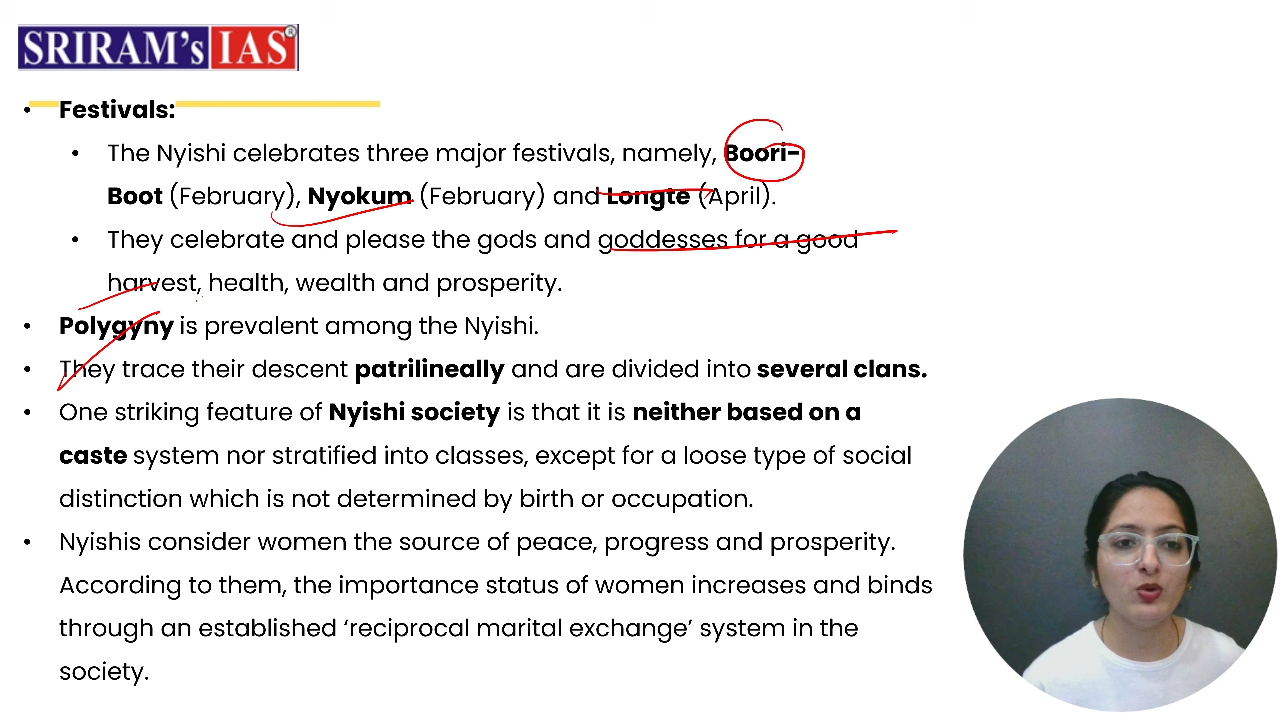 SRIRAM's IAS®
• Festivals:
• The Nyishi celebrates three major festivals, namely, Boori-
Boot (February), Nyokum (February) and Longte (April).
• They celebrate and please the gods and goddesses for a good
harvest, health, wealth and prosperity.
• Polygyny is prevalent among the Nyishi.
• They trace their descent patrilineally and are divided into several clans.
• One striking feature of Nyishi society is that it is neither based on a
caste system nor stratified into classes, except for a loose type of social
distinction which is not determined by birth or occupation.
• Nyishis consider women the source of peace, progress and prosperity.
According to them, the importance status of women increases and binds
through an established ‘reciprocal marital exchange’ system in the
society.